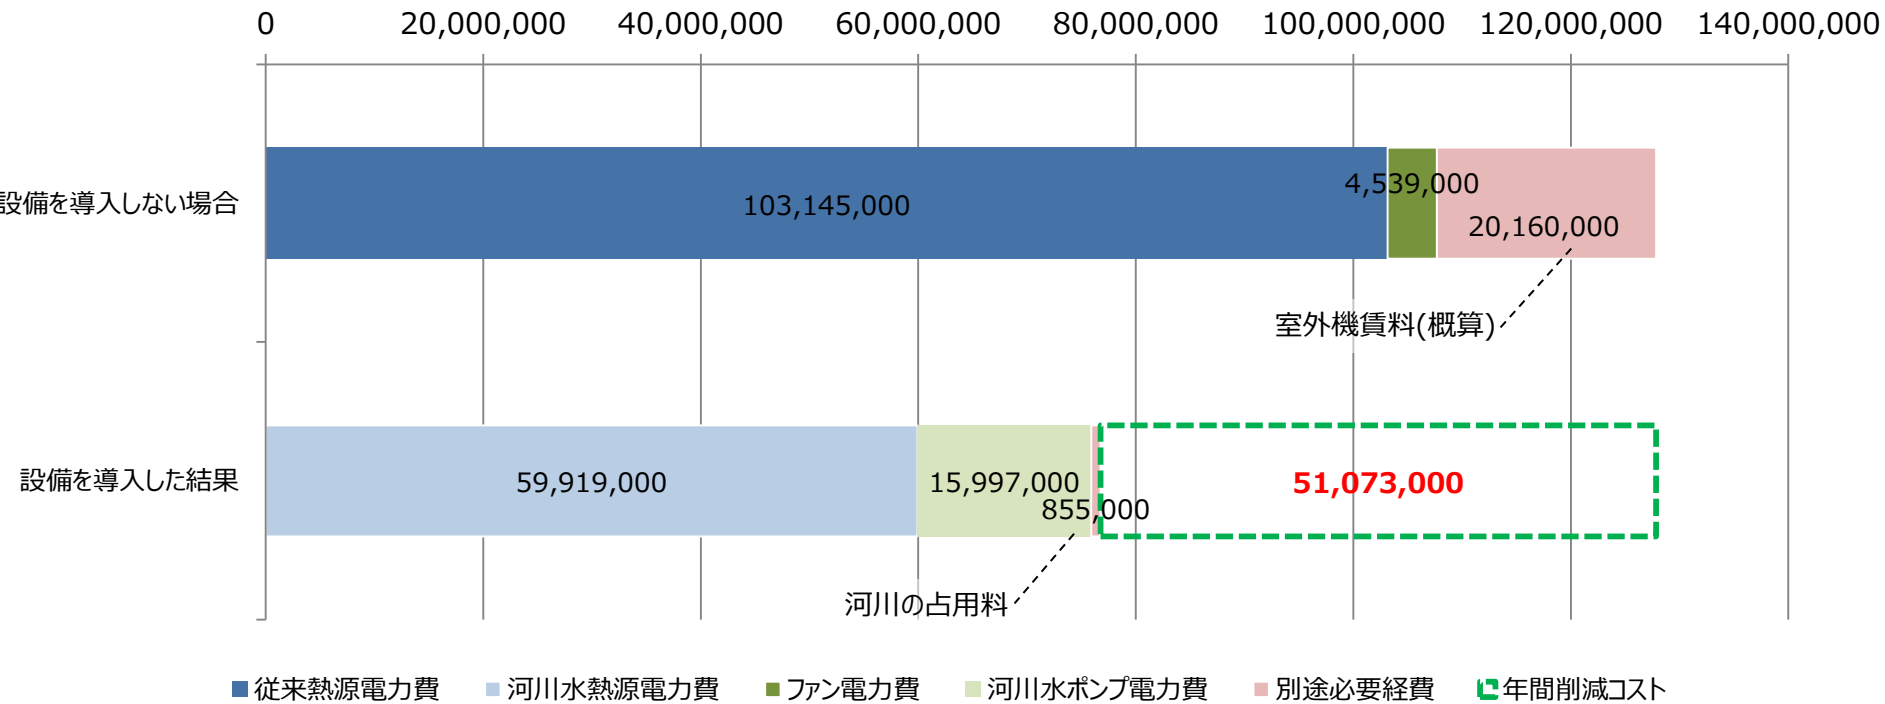 0 20,000,000 40,000,000 60,000,000 80,000,000 100,000,000 120,000,000 140,000,000
設備を導入しない場合
103,145,000
4,539,000
20,160,000
室外機賃料(概算)
設備を導入した結果
59,919,000
15,997,000
855,000
51,073,000
河川の占用料
従来熱源電力費 河川水熱源電力費 ファン電力費 河川水ポンプ電力費 別途必要経費 年間削減コスト